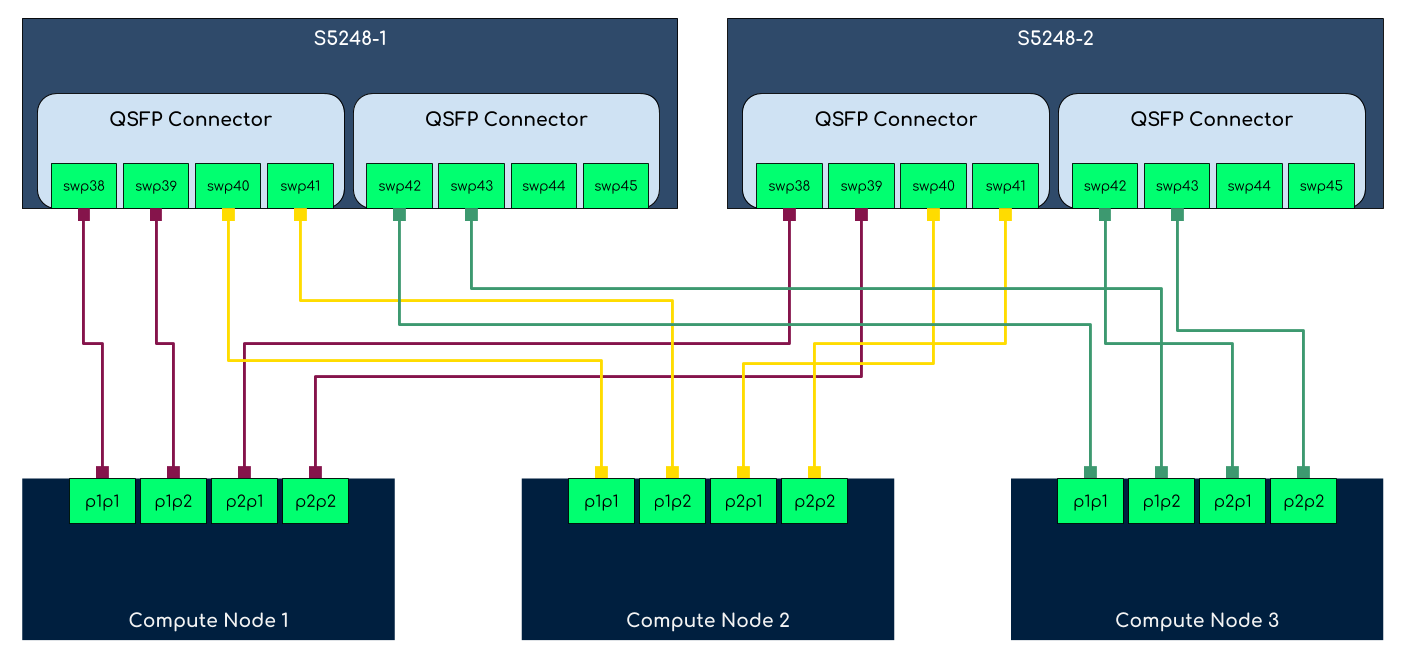 S5248-1
S5248-2
QSFP Connector
QSFP Connector
QSFP Connector
QSFP Connector
swp38 swp39 swp40 swp41 swp42 swp43 swp44 swp45
swp38 swp39 swp40 swp41 swp42 swp43 swp44 swp45
p1p1 p1p2 p2p1 p2p2
p1p1 p1p2 p2p1 p2p2
p1p1 p1p2 p2p1 p2p2
Compute Node 1
Compute Node 2
Compute Node 3